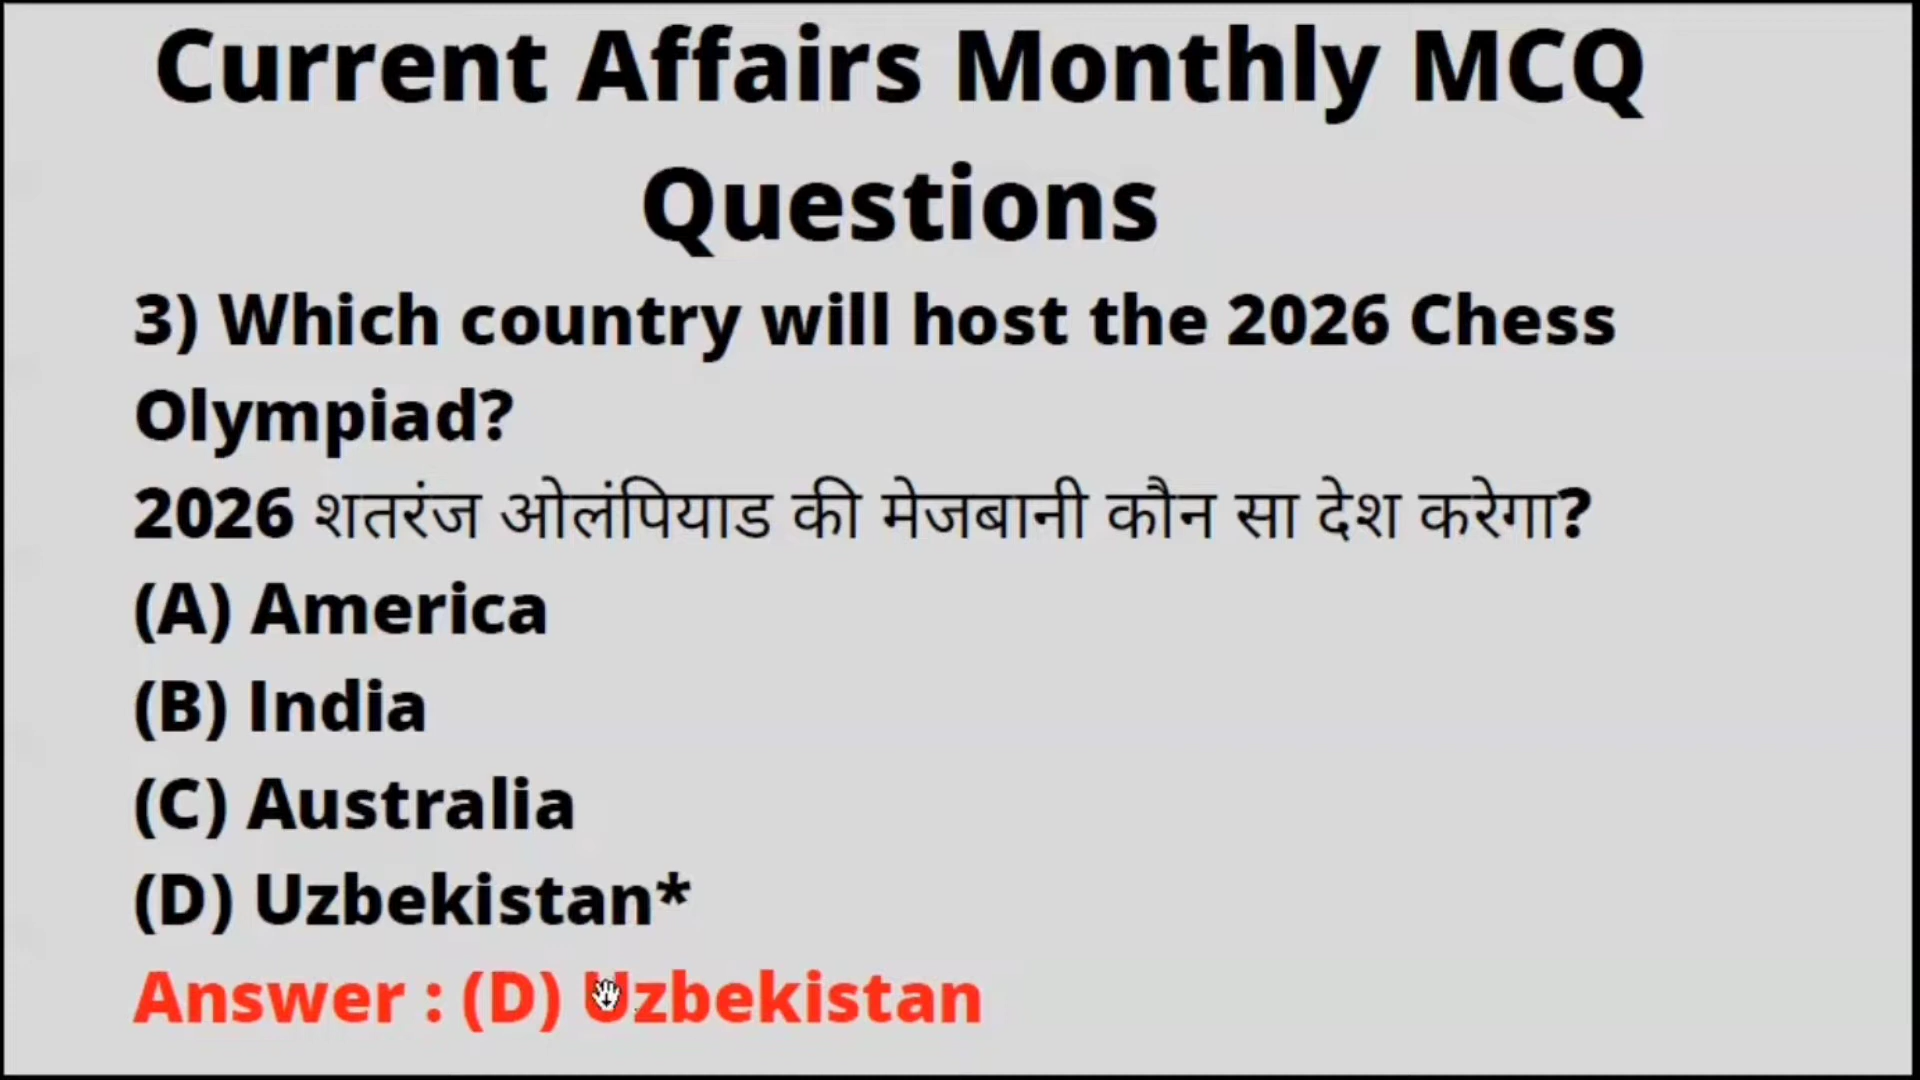 Current Affairs Monthly MCQ
Questions
3) Which country will host the 2026 Chess
Olympiad?
2026 शतरंज ओलंपियाड की मेजबानी कौन सा देश करेगा?
(A) America
(B) India
(C) Australia
(D) Uzbekistan*
Answer : (D) Uzbekistan